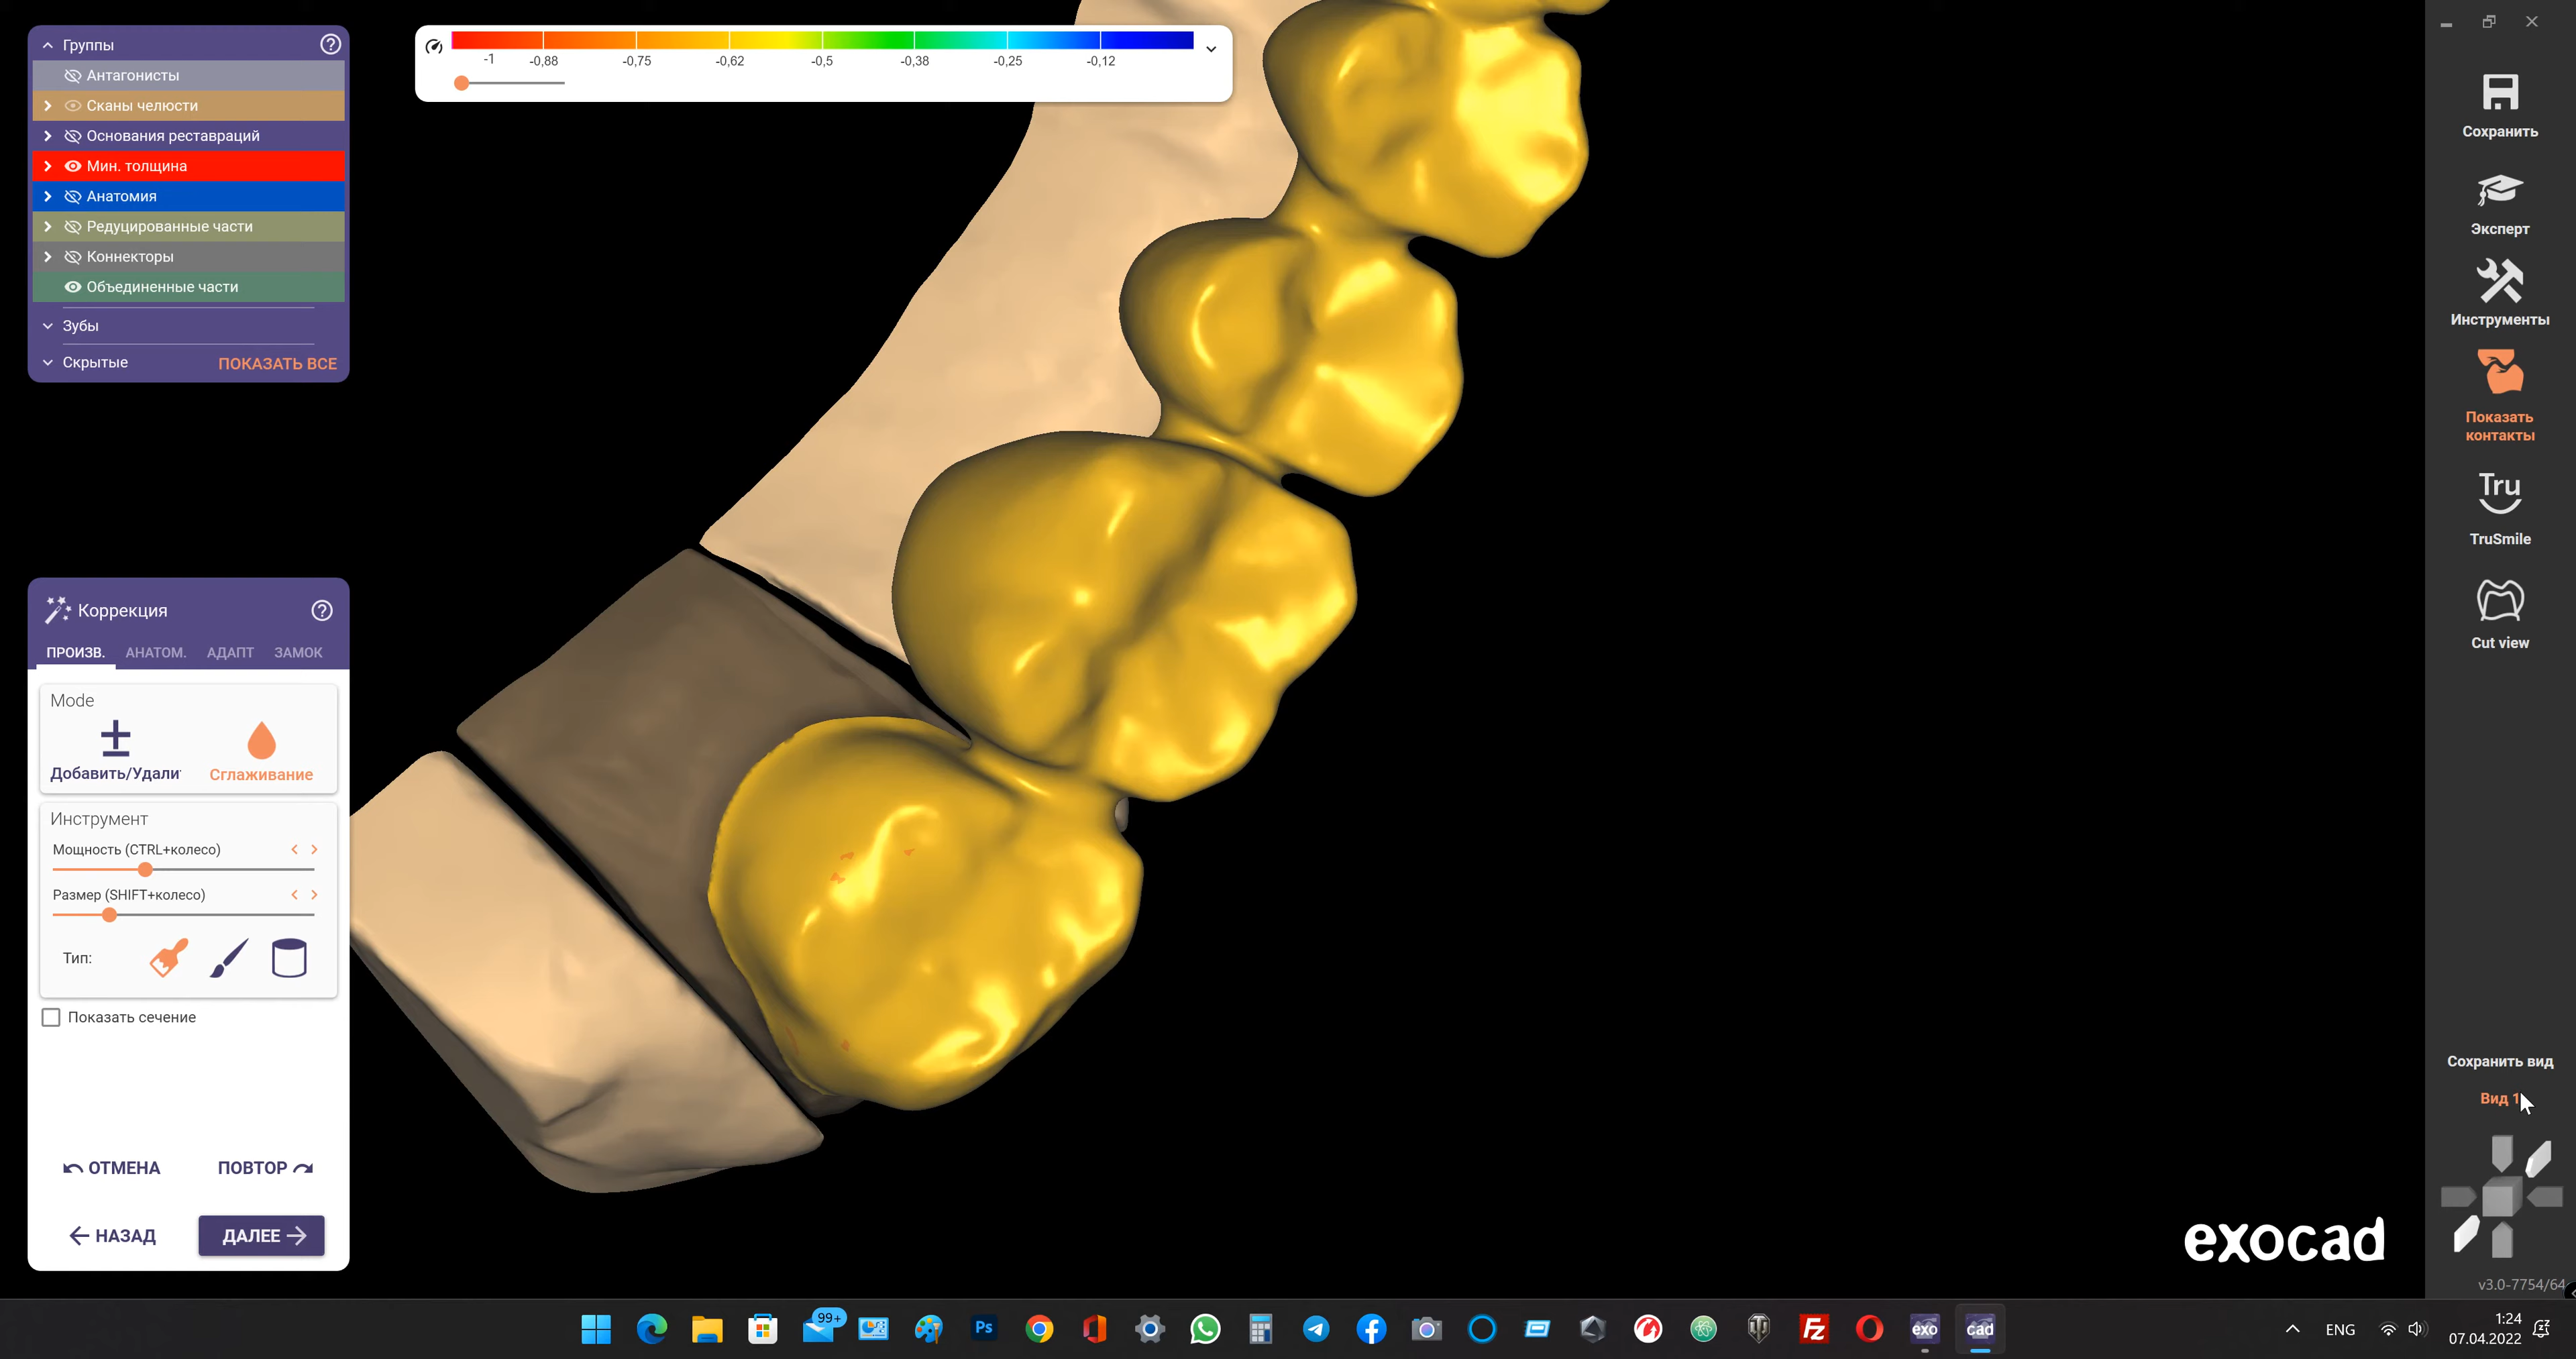 Группы
Антагонисты
Сканы челюсти
Основания реставраций
Мин. толщина
Анатомия
Редуцированные части
Коннекторы
Объединенные части
Зубы
Скрытые
ПОКАЗАТЬ ВСЕ
-1 -0,88 -0,75 -0,62 -0,5 -0,38 -0,25 -0,12
Коррекция
ПРОИЗВ. АНАТОМ. АДАПТ ЗАМОК
Mode
Добавить/Удали
Сглаживание
Инструмент
Мощность (CTRL+колесо)
Размер (SHIFT+колесо)
Тип:
Показать сечение
ОТМЕНА
ПОВТОР
НАЗАД
ДАЛЕЕ
Сохранить
Эксперт
Инструменты
Показать
контакты
Tru
TruSmile
Cut view
Сохранить вид
Вид 1
exocad
v3.0-7754/64
99+
Ps
Fz
exo
cad
ENG
1:24
07.04.2022